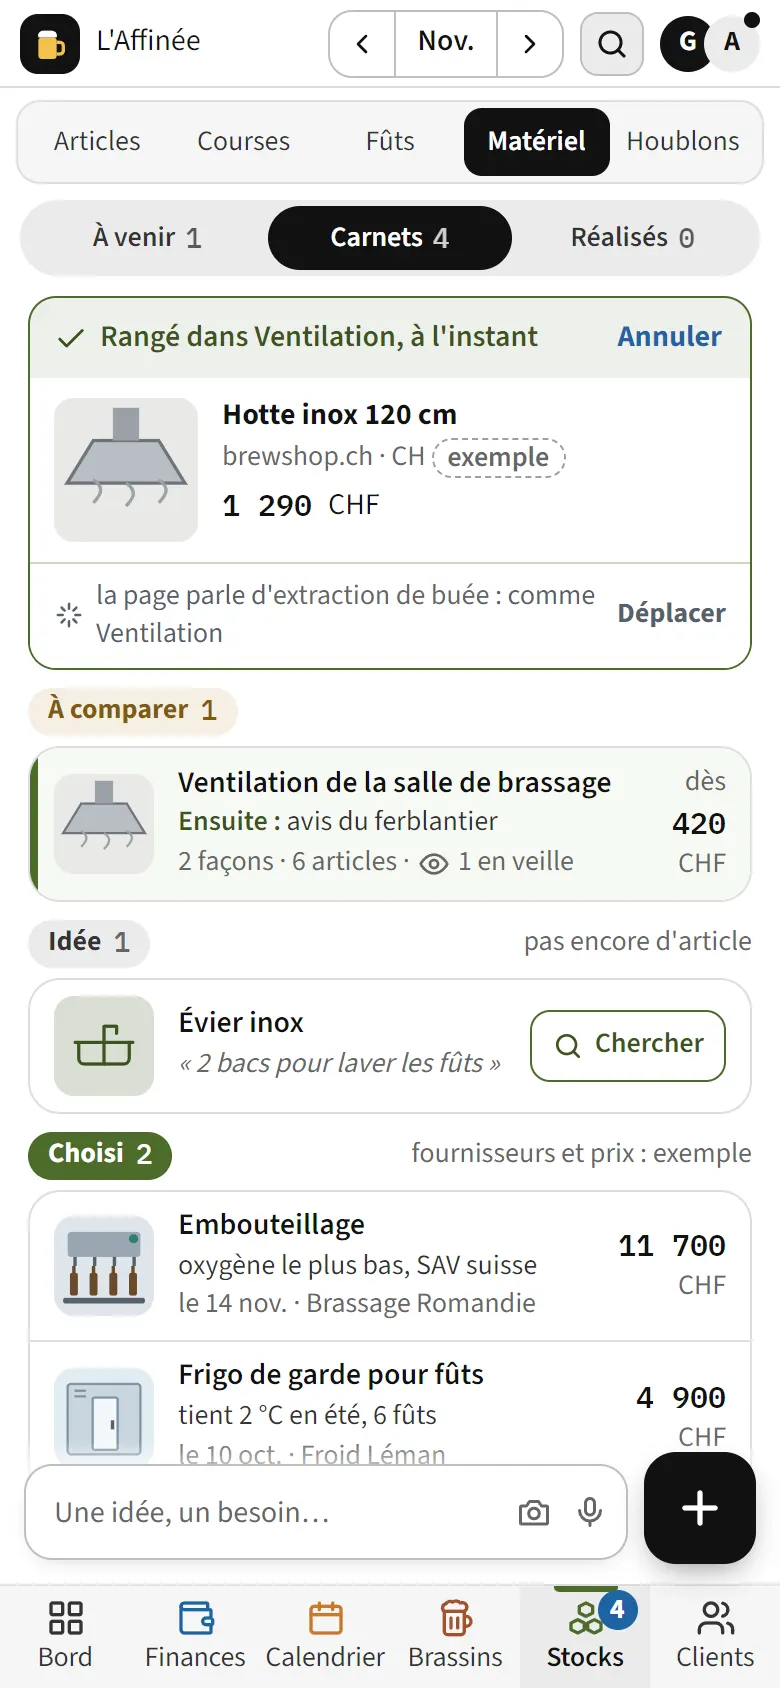 L'Affinée
Nov.
G
A
Articles
Courses
Fûts
Matériel
Houblons
À venir 1
Carnets 4
Réalisés 0
Rangé dans Ventilation, à l'instant
Annuler
Hotte inox 120 cm
brewshop.ch · CH exemple
1 290 CHF
la page parle d'extraction de buée : comme
Ventilation
Déplacer
À comparer 1
Ventilation de la salle de brassage
dès
Ensuite : avis du ferblantier
420
2 façons · 6 articles · 1 en veille
CHF
Idée 1
pas encore d'article
Évier inox
« 2 bacs pour laver les fûts »
Chercher
Choisi 2
fournisseurs et prix : exemple
Embouteillage
oxygène le plus bas, SAV suisse
le 14 nov. · Brassage Romandie
11 700
CHF
Frigo de garde pour fûts
tient 2 °C en été, 6 fûts
le 10 oct. · Froid Léman
4 900
CHF
Une idée, un besoin...
Bord
Finances
Calendrier
Brassins
4
Stocks
Clients